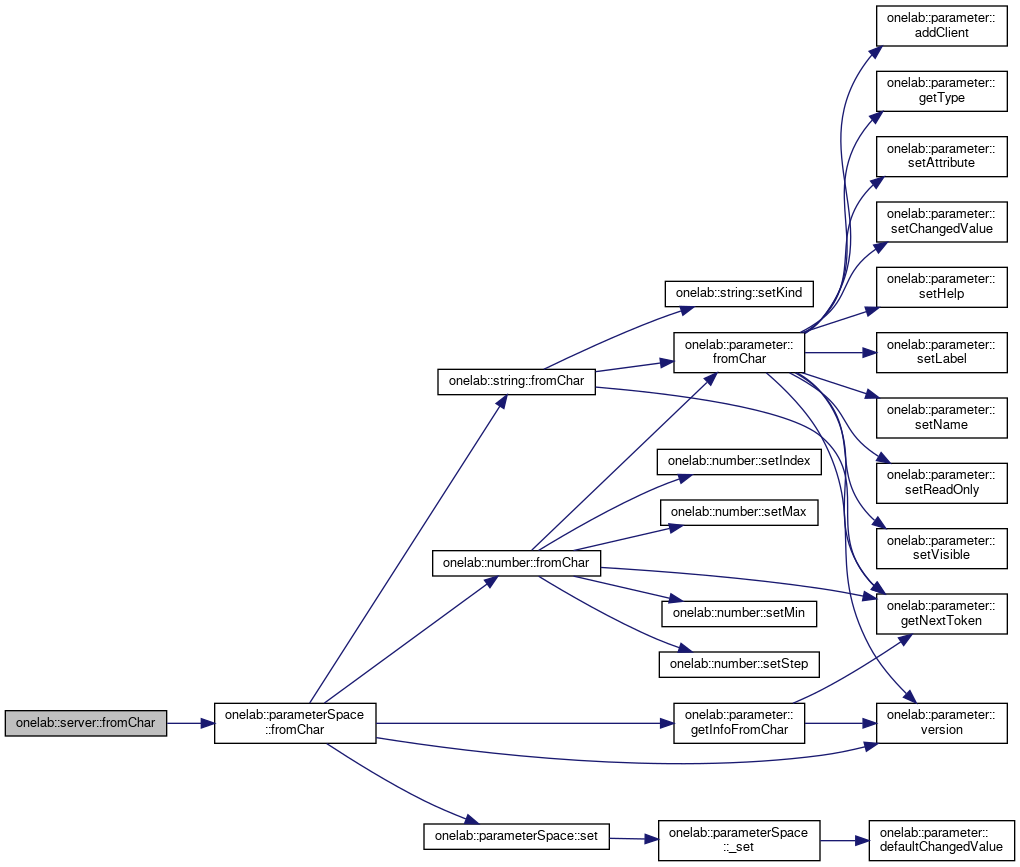 onelab::parameter::
addClient
onelab::parameter::
getType
onelab::parameter::
setAttribute
onelab::parameter::
setChangedValue
onelab::parameter::
setHelp
onelab::string::setKind
onelab::parameter::
fromChar
onelab::parameter::
setLabel
onelab::string::fromChar
onelab::parameter::
setName
onelab::number::setIndex
onelab::parameter::
setReadOnly
onelab::number::setMax
onelab::parameter::
setVisible
onelab::number::fromChar
onelab::number::setMin
onelab::parameter::
getNextToken
onelab::number::setStep
onelab::server::fromChar
onelab::parameterSpace
::fromChar
onelab::parameter::
getInfoFromChar
onelab::parameter::
version
onelab::parameterSpace::set
onelab::parameterSpace
::_set
onelab::parameter::
defaultChangedValue